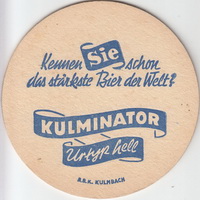 Kennen Sie schon
das stärkste Bier der Welt?
KULMINATOR
Urtyp hell
E.K.U. KULMBACH